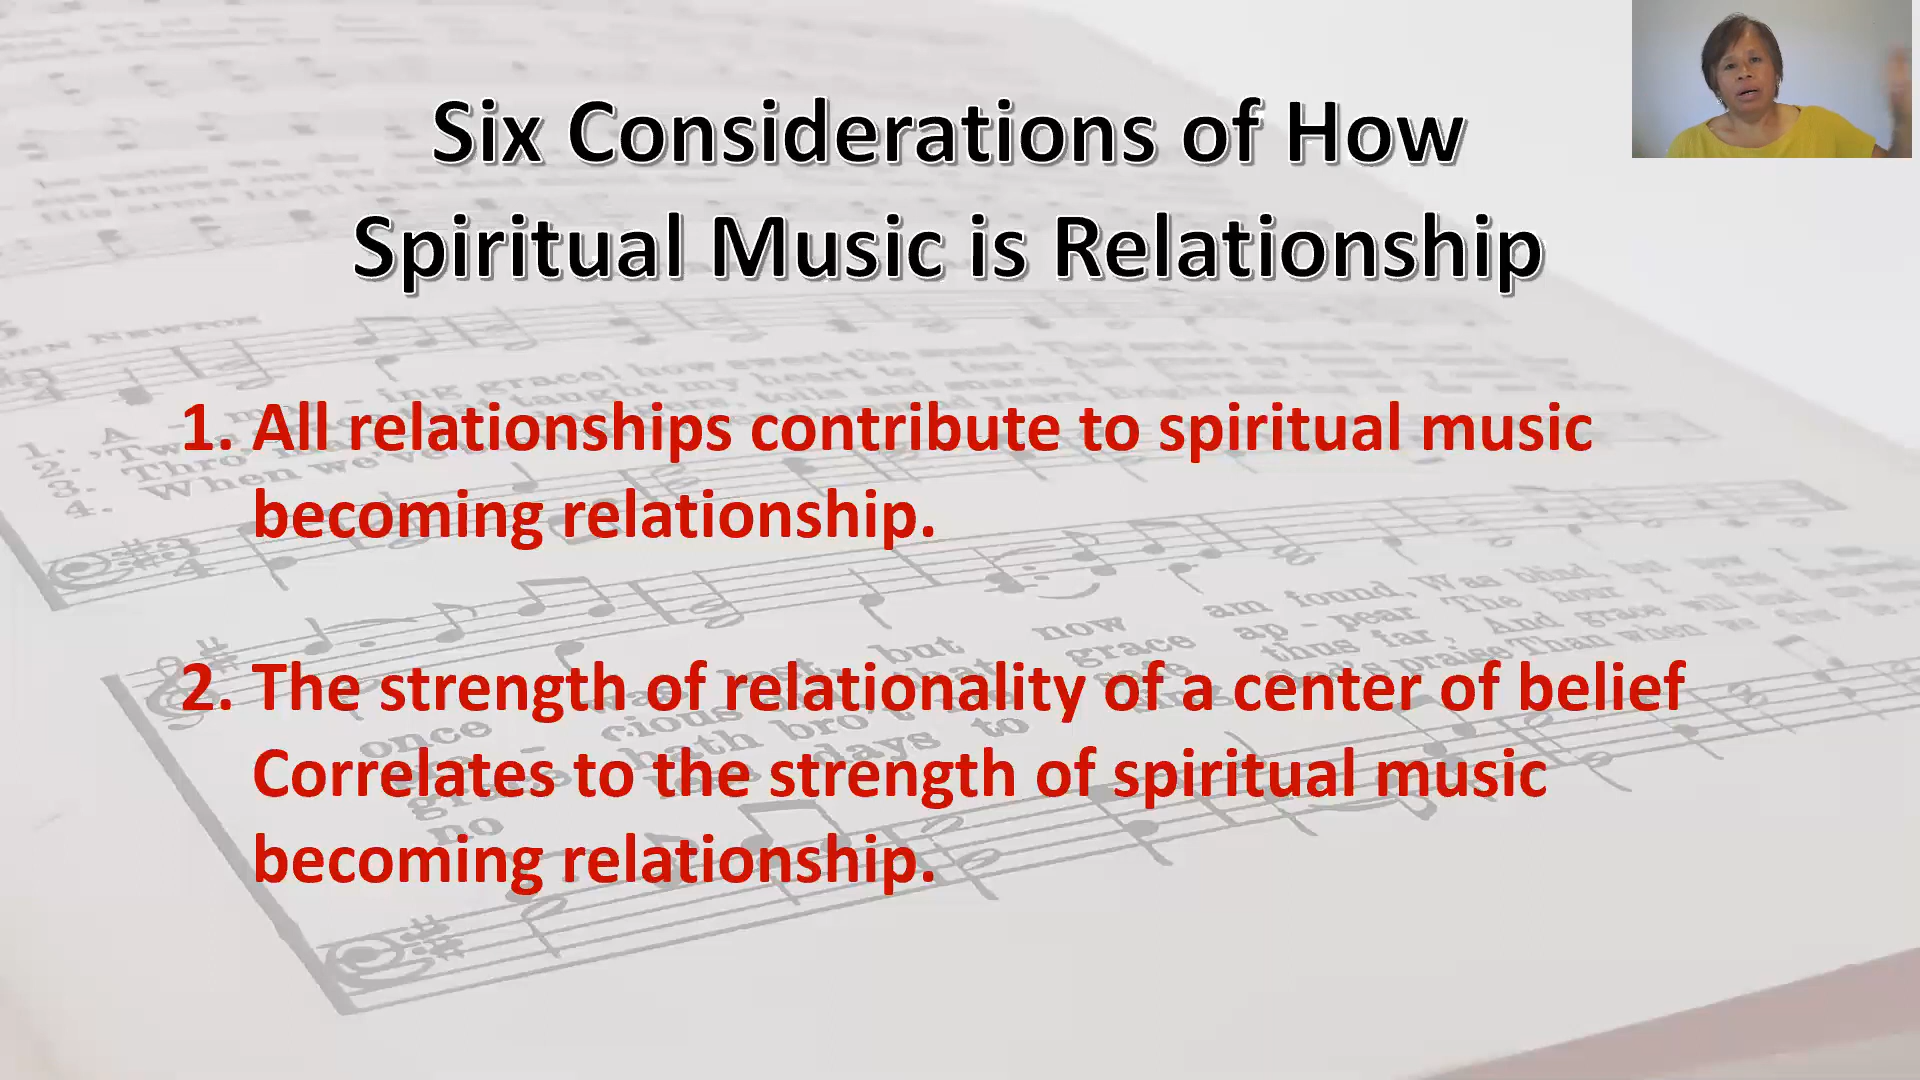 Six Considerations of How
Spiritual Music is Relationship
1. All relationships contribute to spiritual music
becoming relationship.
2. The strength of relationality of a center of belief
Correlates to the strength of spiritual music
becoming relationship.